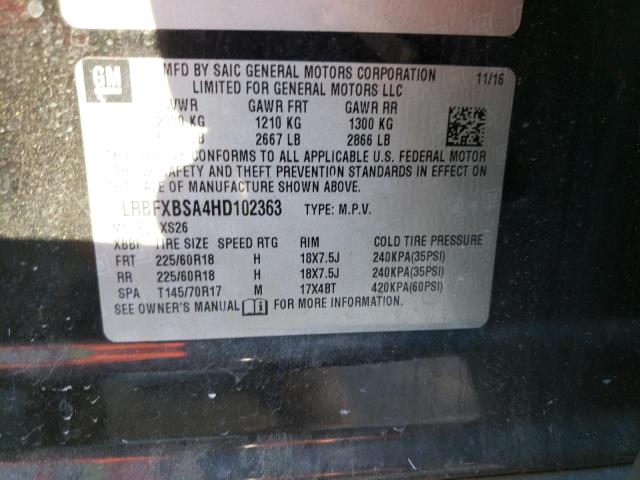 GM
MFD BY SAIC GENERAL MOTORS CORPORATION 11/16
LIMITED FOR GENERAL MOTORS LLC
GAWR FRT GAWR RR
KG 1210 KG 1300 KG
LB 2667 LB 2866 LB
CONFORMS TO ALL APPLICABLE U.S. FEDERAL MOTOR
SAFETY AND THEFT PREVENTION STANDARDS IN EFFECT ON
OF MANUFACTURE SHOWN ABOVE.
LRBFXBSA4HD102363 TYPE: M.P.V.
XS26
TIRE SIZE SPEED RTG RIM COLD TIRE PRESSURE
FRT 225/60R18 H 18X7.5J 240KPA(35PSI)
RR 225/60R18 H 18X7.5J 240KPA(35PSI)
SPA T145/70R17 M 17X4BT 420KPA(60PSI)
SEE OWNER'S MANUAL i FOR MORE INFORMATION.